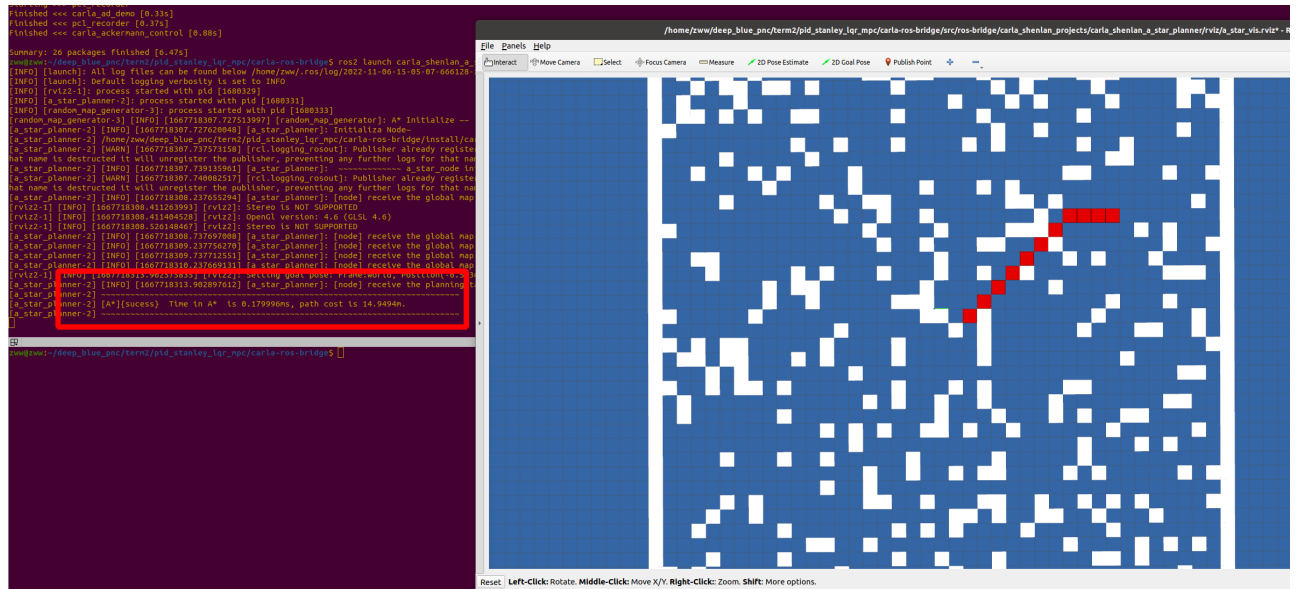 Finished <<< carla_ad_demo [0.33s]
Finished <<< pcl_recorder [0.37s]
Finished <<< carla_ackermann_control [0.88s]
Summary: 26 packages finished [6.47s]
zww@zww:~/deep_blue_pnc/term2/pid_stanley_lqr_mpc/carla-ros-bridge$ ros2 launch carla_shenlan_a_
[INFO] [launch]: All log files can be found below /home/zww/.ros/log/2022-11-06-15-05-07-666128-
[INFO] [launch]: Default logging verbosity is set to INFO
[INFO] [rviz2-1]: process started with pid [1680329]
[INFO] [a_star_planner-2]: process started with pid [1680331]
[INFO] [random_map_generator-3]: process started with pid [1680333]
[random_map_generator-3] [INFO] [1667718307.727513997] [random_map_generator]: A* Initialize ~~
[a_star_planner-2] [INFO] [1667718307.727620048] [a_star_planner]: Initializa Node~
[a_star_planner-2] /home/zww/deep_blue_pnc/term2/pid_stanley_lqr_mpc/carla-ros-bridge/install/ca
[a_star_planner-2] [WARN] [1667718307.737573158] [rcl.logging_rosout]: Publisher already registe
hat name is destructed it will unregister the publisher, preventing any further logs for that na
[a_star_planner-2] [INFO] [1667718307.739135961] [a_star_planner]: ~~~~~~~~~~~~~ a_star_node in
[a_star_planner-2] [WARN] [1667718307.740082517] [rcl.logging_rosout]: Publisher already registe
hat name is destructed it will unregister the publisher, preventing any further logs for that na
[a_star_planner-2] [INFO] [1667718308.237655294] [a_star_planner]: [node] receive the global map
[rviz2-1] [INFO] [1667718308.411263993] [rviz2]: Stereo is NOT SUPPORTED
[rviz2-1] [INFO] [1667718308.411404528] [rviz2]: OpenGl version: 4.6 (GLSL 4.6)
[rviz2-1] [INFO] [1667718308.526148467] [rviz2]: Stereo is NOT SUPPORTED
[a_star_planner-2] [INFO] [1667718308.737697008] [a_star_planner]: [node] receive the global map
[a_star_planner-2] [INFO] [1667718309.237756270] [a_star_planner]: [node] receive the global map
[a_star_planner-2] [INFO] [1667718309.737712551] [a_star_planner]: [node] receive the global map
[a_star_planner-2] [INFO] [1667718310.237669131] [a_star_planner]: [node] receive the global map
[rviz2-1] [INFO] [rviz2]: Setting goal pose: Frame:world,
[a_star_planner-2] [INFO] [1667718313.902897612] [a_star_planner]: [node] receive the planning
[a_star_planner-2] ~~~~~~~~~~~~~~~~~~~~~~~~~~~~~~~~~~~~~~~~~~~~~~~~~~~~~~~~~~~~~~~~~~~~~~~~~~~
[a_star_planner-2] [A*]{sucess} Time in A* is 0.179996ms, path cost is 14.9494m.
[a_star_planner-2] ~~~~~~~~~~~~~~~~~~~~~~~~~~~~~~~~~~~~~~~~~~~~~~~~~~~~~~~~~~~~~~~~~~~~~~~~~~~
zww@zww:~/deep_blue_pnc/term2/pid_stanley_lqr_mpc/carla-ros-bridge$
/home/zww/deep_blue_pnc/term2/pid_stanley_lqr_mpc/carla-ros-bridge/src/ros-bridge/carla_shenlan_projects/carla_shenlan_a_star_planner/rviz/a_star_vis.rviz* - R
File Panels Help
Interact Move Camera Select Focus Camera Measure 2D Pose Estimate 2D Goal Pose Publish Point
Reset Left-Click: Rotate. Middle-Click: Move X/Y. Right-Click:: Zoom. Shift: More options.